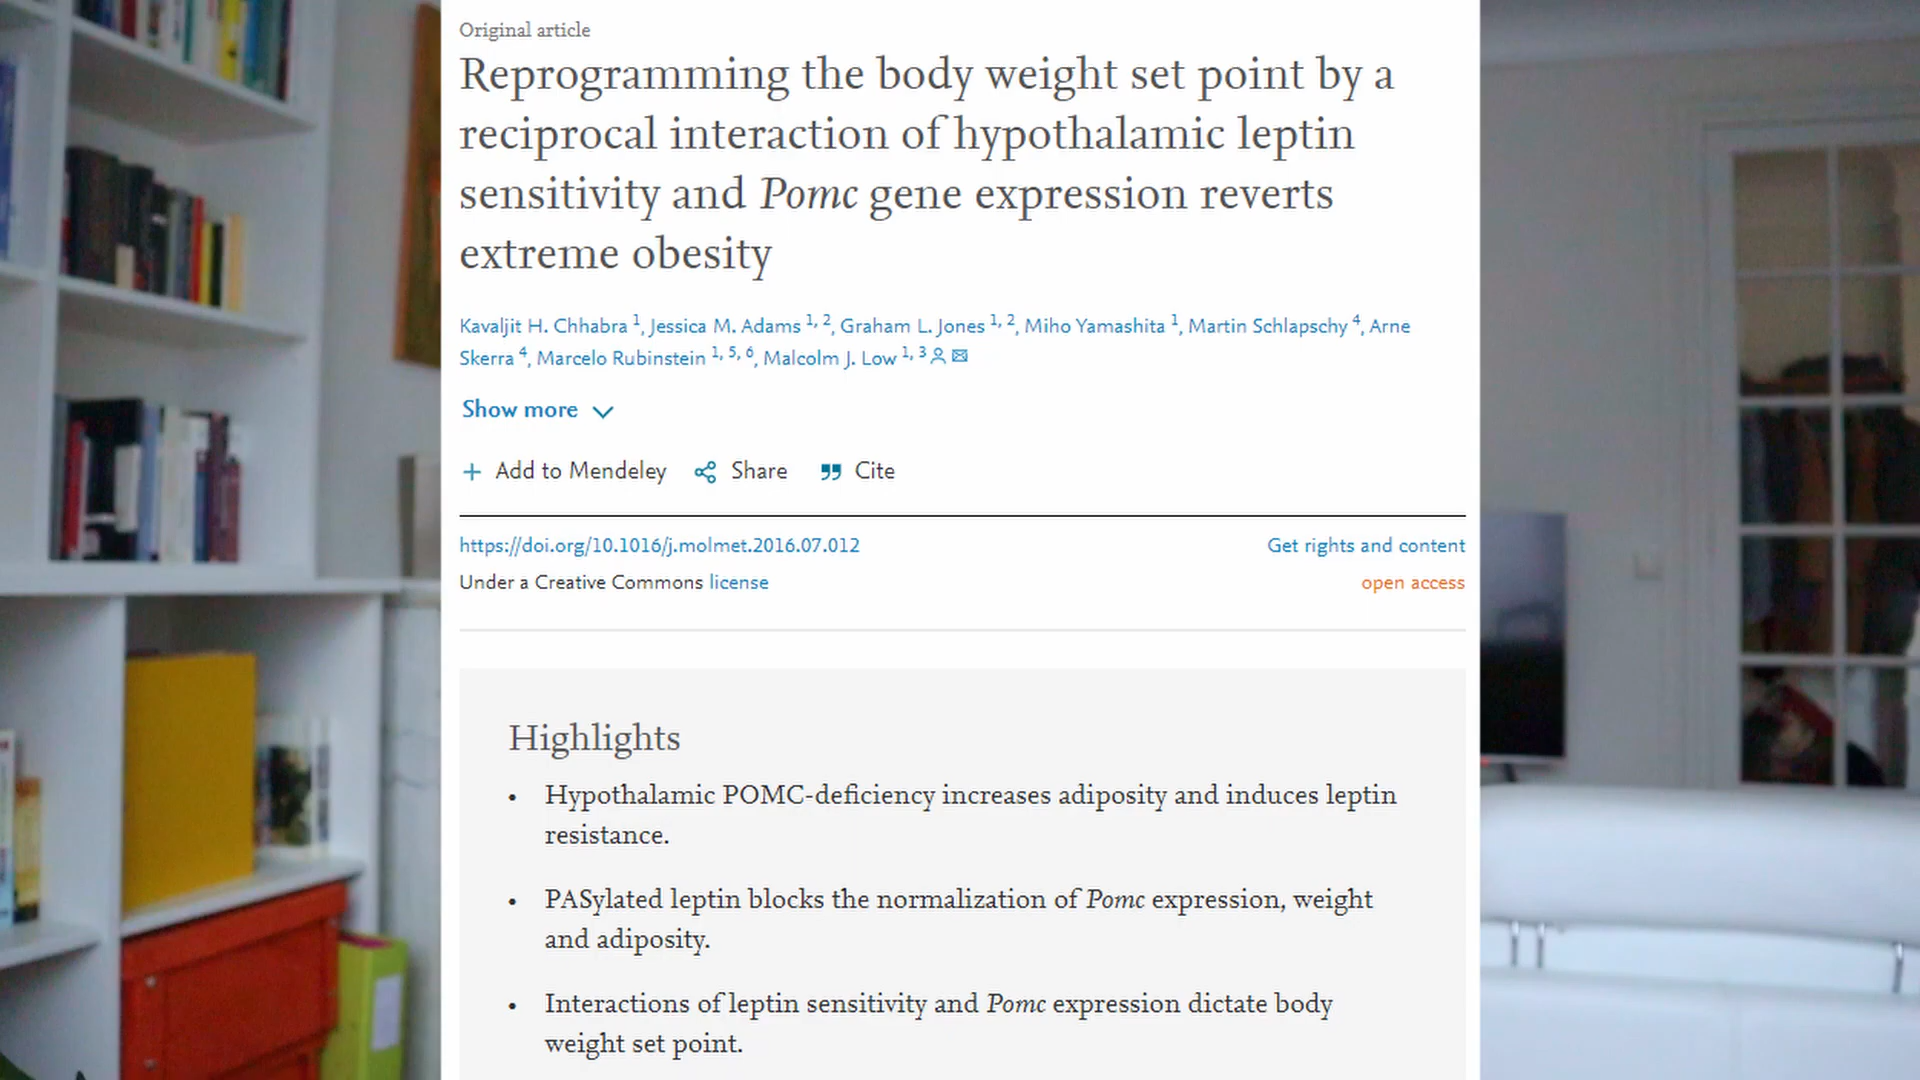 Original article
Reprogramming the body weight set point by a
reciprocal interaction of hypothalamic leptin
sensitivity and Pomc gene expression reverts
extreme obesity
Kavaljit H. Chhabra 1, Jessica M. Adams 1, 2, Graham L. Jones 1, 2, Miho Yamashita 1, Martin Schlapschy 4, Arne
Skerra 4, Marcelo Rubinstein 1, 5, 6, Malcolm J. Low 1, 3
Show more
+ Add to Mendeley Share Cite
https://doi.org/10.1016/j.molmet.2016.07.012 Get rights and content
Under a Creative Commons license open access
Highlights
• Hypothalamic POMC-deficiency increases adiposity and induces leptin
resistance.
• PASylated leptin blocks the normalization of Pomc expression, weight
and adiposity.
• Interactions of leptin sensitivity and Pomc expression dictate body
weight set point.